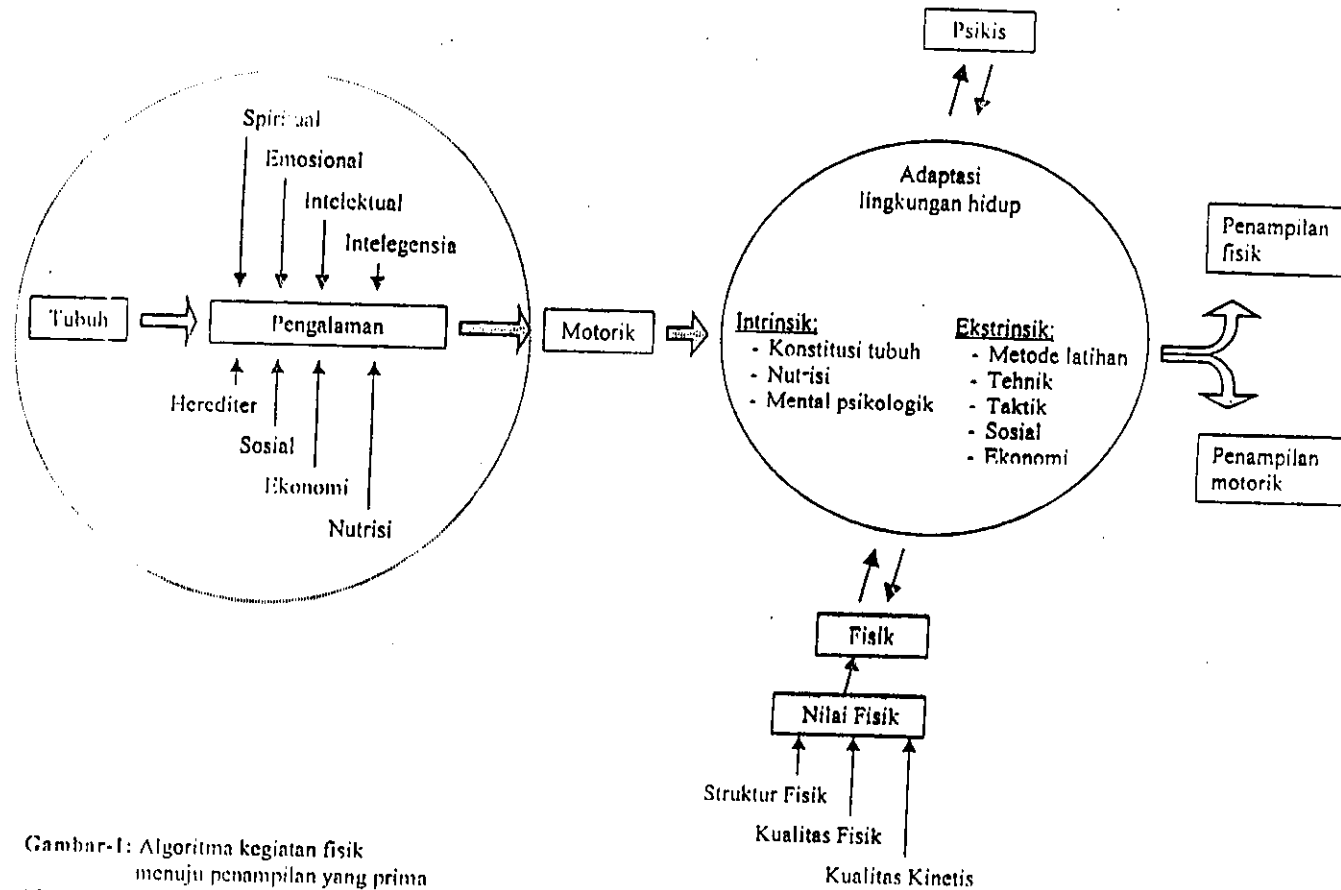 Psikis
Spiritual
Emosional
Intelektual
Intelegensia
Tubuh
Pengalaman
Herediter
Sosial
Ekonomi
Nutrisi
Motorik
Adaptasi
lingkungan hidup
Intrinsik:
- Konstitusi tubuh
- Nutrisi
- Mental psikologik
Ekstrinsik:
- Metode latihan
- Tehnik
- Taktik
- Sosial
- Ekonomi
Penampilan
fisik
Penampilan
motorik
Fisik
Nilai Fisik
Struktur Fisik
Kualitas Fisik
Kualitas Kinetis
Gambar-1: Algoritma kegiatan fisik
menuju penampilan yang prima